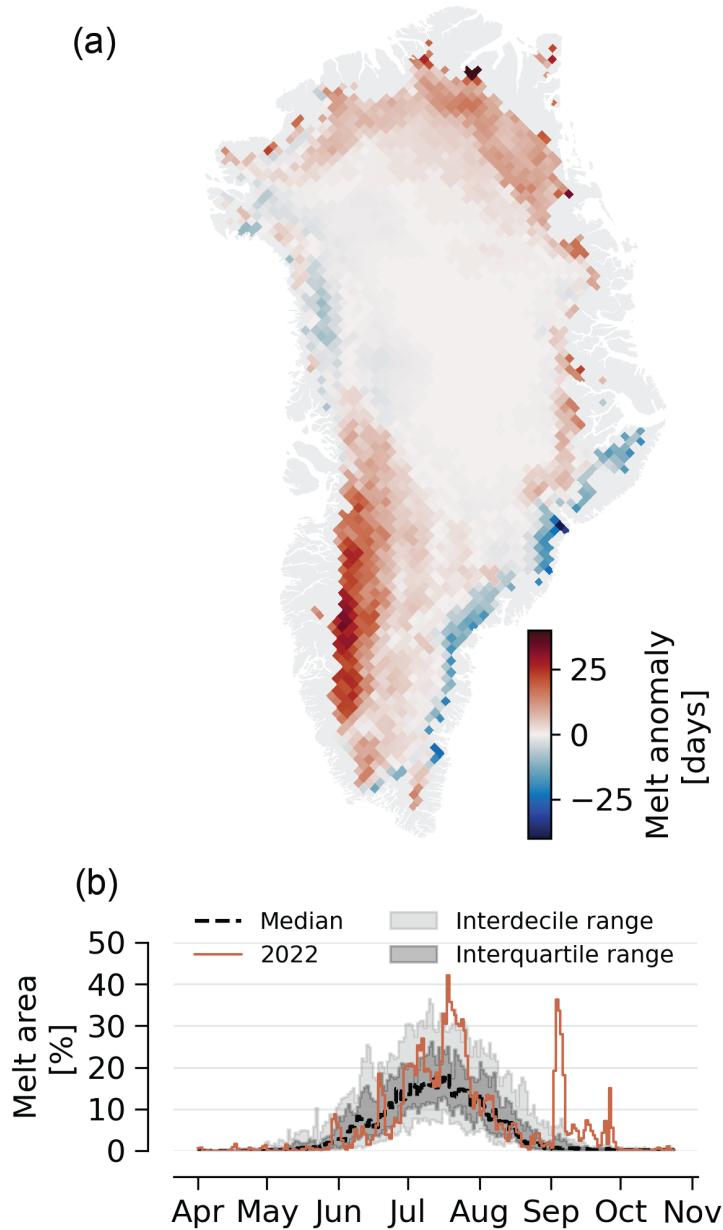 (a)
25
0
−25
Melt anomaly
[days]
(b)
Median
Interdecile range
2022
Interquartile range
50
40
30
20
10
0
Melt area
[%]
Apr May Jun Jul Aug Sep Oct Nov